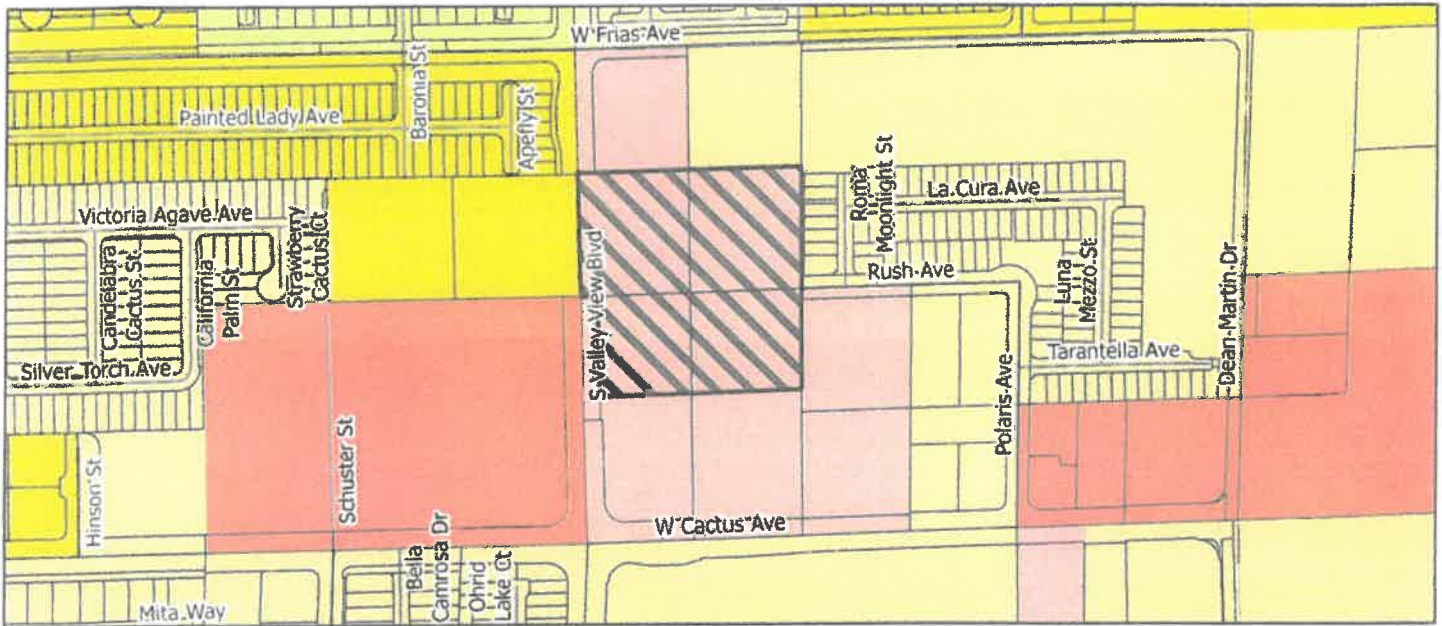 W Frias Ave
Baronia St
Painted Lady Ave
Apefly St
Roma
Moonlight St
La Cura Ave
Victoria Agave Ave
Strawberry
Cactus Ct
Candelabra
Cactus St
California
Palm St
S Valley View Blvd
Rush Ave
Luna
Mezzo St
Dean Martin Dr
Silver Torch Ave
Tarantella Ave
Polaris Ave
Schuster St
Hinson St
W Cactus Ave
Bella
Camrosa Dr
Ohrid
Lake Ct
Mita Way